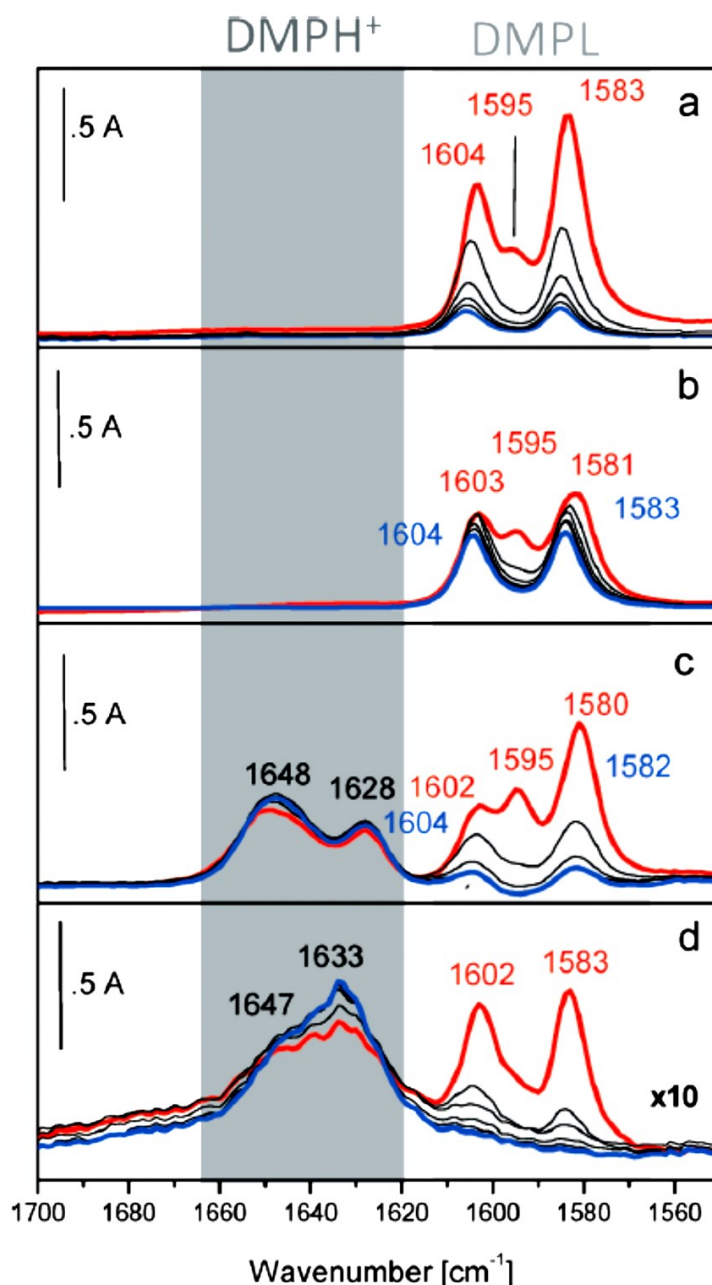 DMPH⁺ DMPL
a
.5 A
1604 1595 1583
b
.5 A
1604 1603 1595 1581 1583
c
.5 A
1648 1628 1604 1602 1595 1580 1582
d
.5 A
1647 1633 1602 1583
x10
1700 1680 1660 1640 1620 1600 1580 1560
Wavenumber [cm⁻¹]